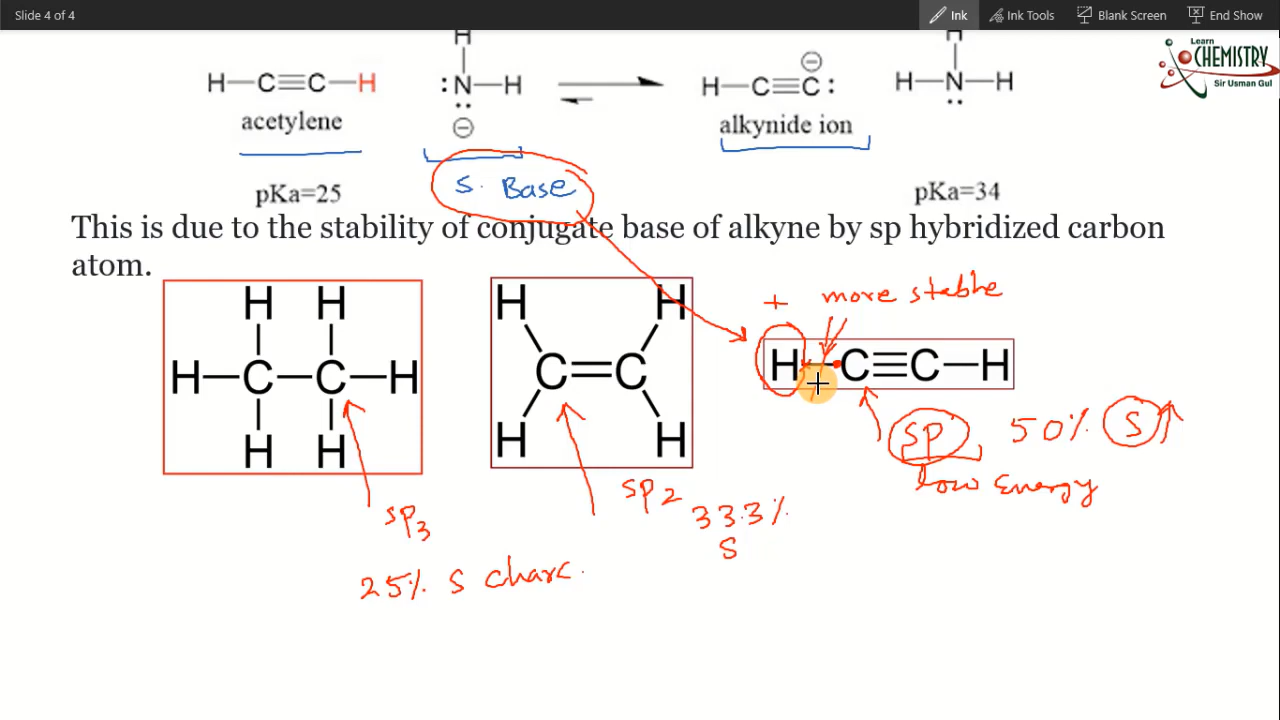 Slide 4 of 4
Ink Ink Tools Blank Screen End Show
Learn
CHEMISTRY
Sir Usman Gul
H H
H—C≡C—H :N—H H—C≡C: H—N—H
⊖ ⊖
acetylene alkynide ion
S. Base
pKa=25 pKa=34
This is due to the stability of conjugate base of alkyne by sp hybridized carbon
atom.
+ more stable
H H H H
H—C—C—H C=C H—C≡C—H
H H H H
sp, 50% S
low Energy
sp3
sp2
33.3%
S
25% S charc.